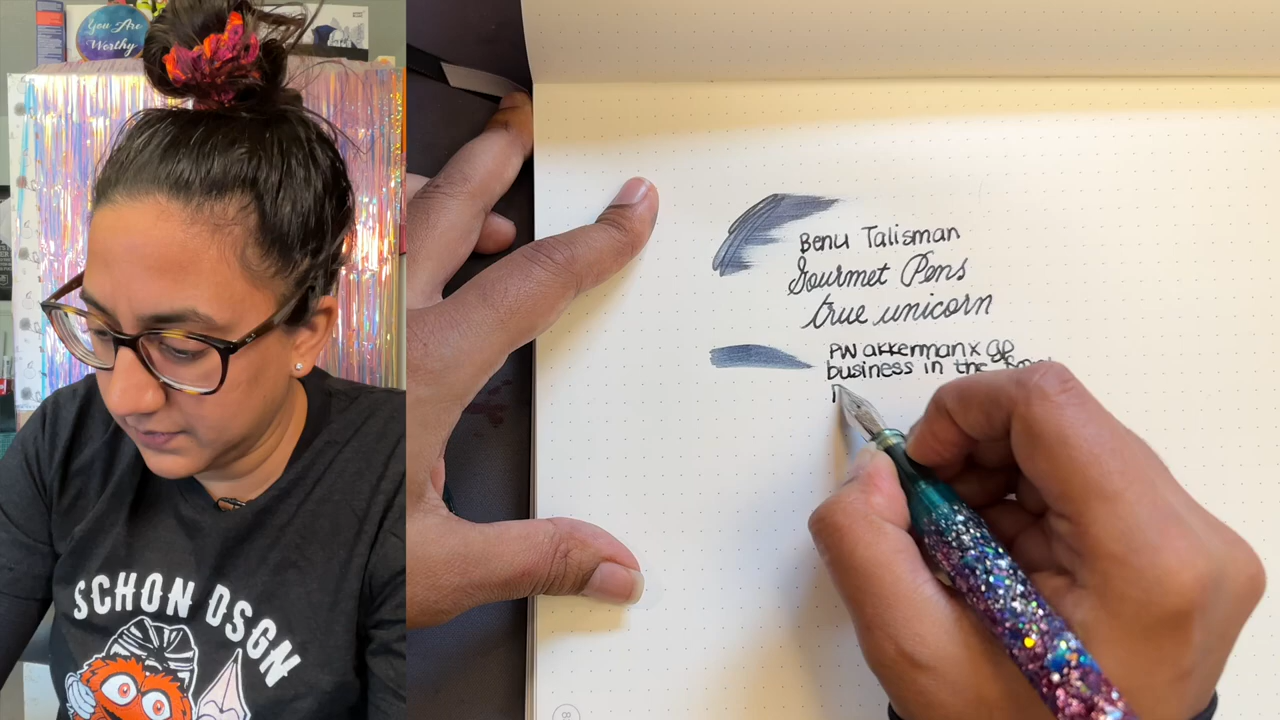 You Are
Worthy
SCHON DSGN
Benu Talisman
Gourmet Pens
true unicorn
PW akkerman x gp
business in the